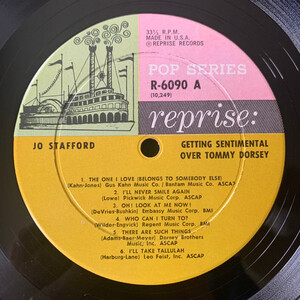 33⅓ R.P.M.
MADE IN U.S.A.
Ⓟ REPRISE RECORDS
POP SERIES
R-6090 A
(10,249)
reprise:
JO STAFFORD
GETTING SENTIMENTAL
OVER TOMMY DORSEY
1. THE ONE I LOVE (BELONGS TO SOMEBODY ELSE)
(Kahn-Jones) Gus Kahn Music Co./ Bantam Music Co. ASCAP
2. I'LL NEVER SMILE AGAIN
(Lowe) Pickwick Music Corp. ASCAP
3. OH! LOOK AT ME NOW!
(DeVries-Bushkin) Embassy Music Corp. BMI
4. WHO CAN I TURN TO?
(Wilder-Engvick) Regent Music Corp. BMI
5. THERE ARE SUCH THINGS
(Adams-Baer-Meyer) Dorsey Brothers
Music, Inc. ASCAP
6. I'LL TAKE TALLULAH
(Harburg-Lane) Leo Feist, Inc. ASCAP